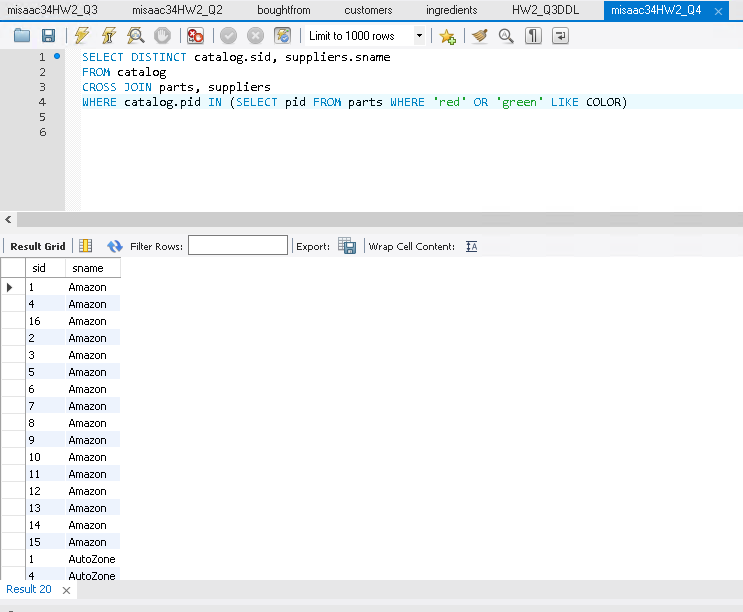 misaac34HW2_Q3 misaac34HW2_Q2 boughtfrom customers ingredients HW2_Q3DDL misaac34HW2_Q4
Limit to 1000 rows
1 SELECT DISTINCT catalog.sid, suppliers.sname
2 FROM catalog
3 CROSS JOIN parts, suppliers
4 WHERE catalog.pid IN (SELECT pid FROM parts WHERE 'red' OR 'green' LIKE COLOR)
5
6
Result Grid Filter Rows: Export: Wrap Cell Content: IA
sid sname
1 Amazon
4 Amazon
16 Amazon
2 Amazon
3 Amazon
5 Amazon
6 Amazon
7 Amazon
8 Amazon
9 Amazon
10 Amazon
11 Amazon
12 Amazon
13 Amazon
14 Amazon
15 Amazon
1 AutoZone
4 AutoZone
Result 20